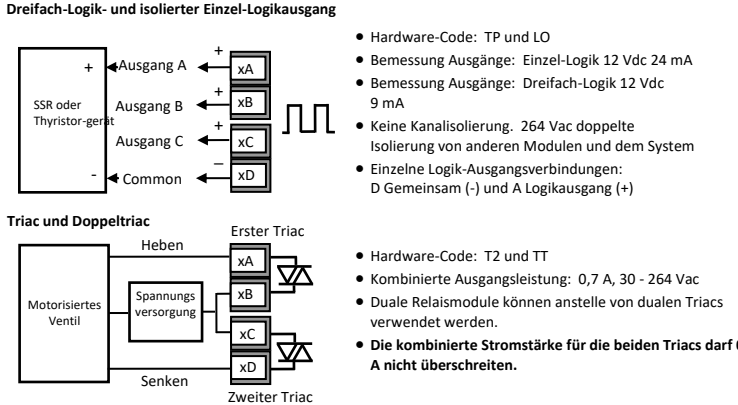 Dreifach-Logik- und isolierter Einzel-Logikausgang
+
Ausgang A
+
xA
Ausgang B
+
xB
SSR oder
Thyristor-gerät
Ausgang C
+
xC
-
Common
–
xD
• Hardware-Code: TP und LO
• Bemessung Ausgänge: Einzel-Logik 12 Vdc 24 mA
• Bemessung Ausgänge: Dreifach-Logik 12 Vdc
9 mA
• Keine Kanalisolierung. 264 Vac doppelte
Isolierung von anderen Modulen und dem System
• Einzelne Logik-Ausgangsverbindungen:
D Gemeinsam (-) und A Logikausgang (+)
Triac und Doppeltriac
Erster Triac
Heben
xA
Motorisiertes
Ventil
Spannungs
versorgung
xB
xC
xD
Senken
Zweiter Triac
• Hardware-Code: T2 und TT
• Kombinierte Ausgangsleistung: 0,7 A, 30 - 264 Vac
• Duale Relaismodule können anstelle von dualen Triacs
verwendet werden.
• Die kombinierte Stromstärke für die beiden Triacs darf
A nicht überschreiten.